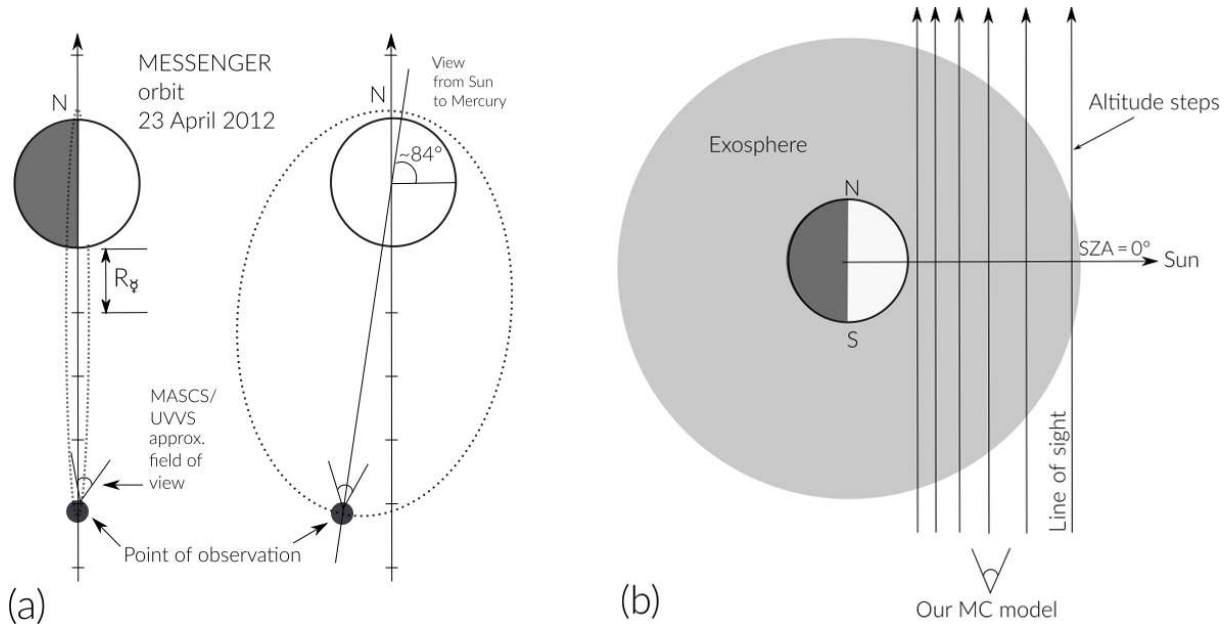 MESSENGER
orbit
23 April 2012
N
R☿
MASCS/
UVVS
approx.
field of
view
Point of observation
(a)
View
from Sun
to Mercury
N
~84°
Exosphere
N
S
SZA = 0°
Sun
Altitude steps
Line of sight
Our MC model
(b)